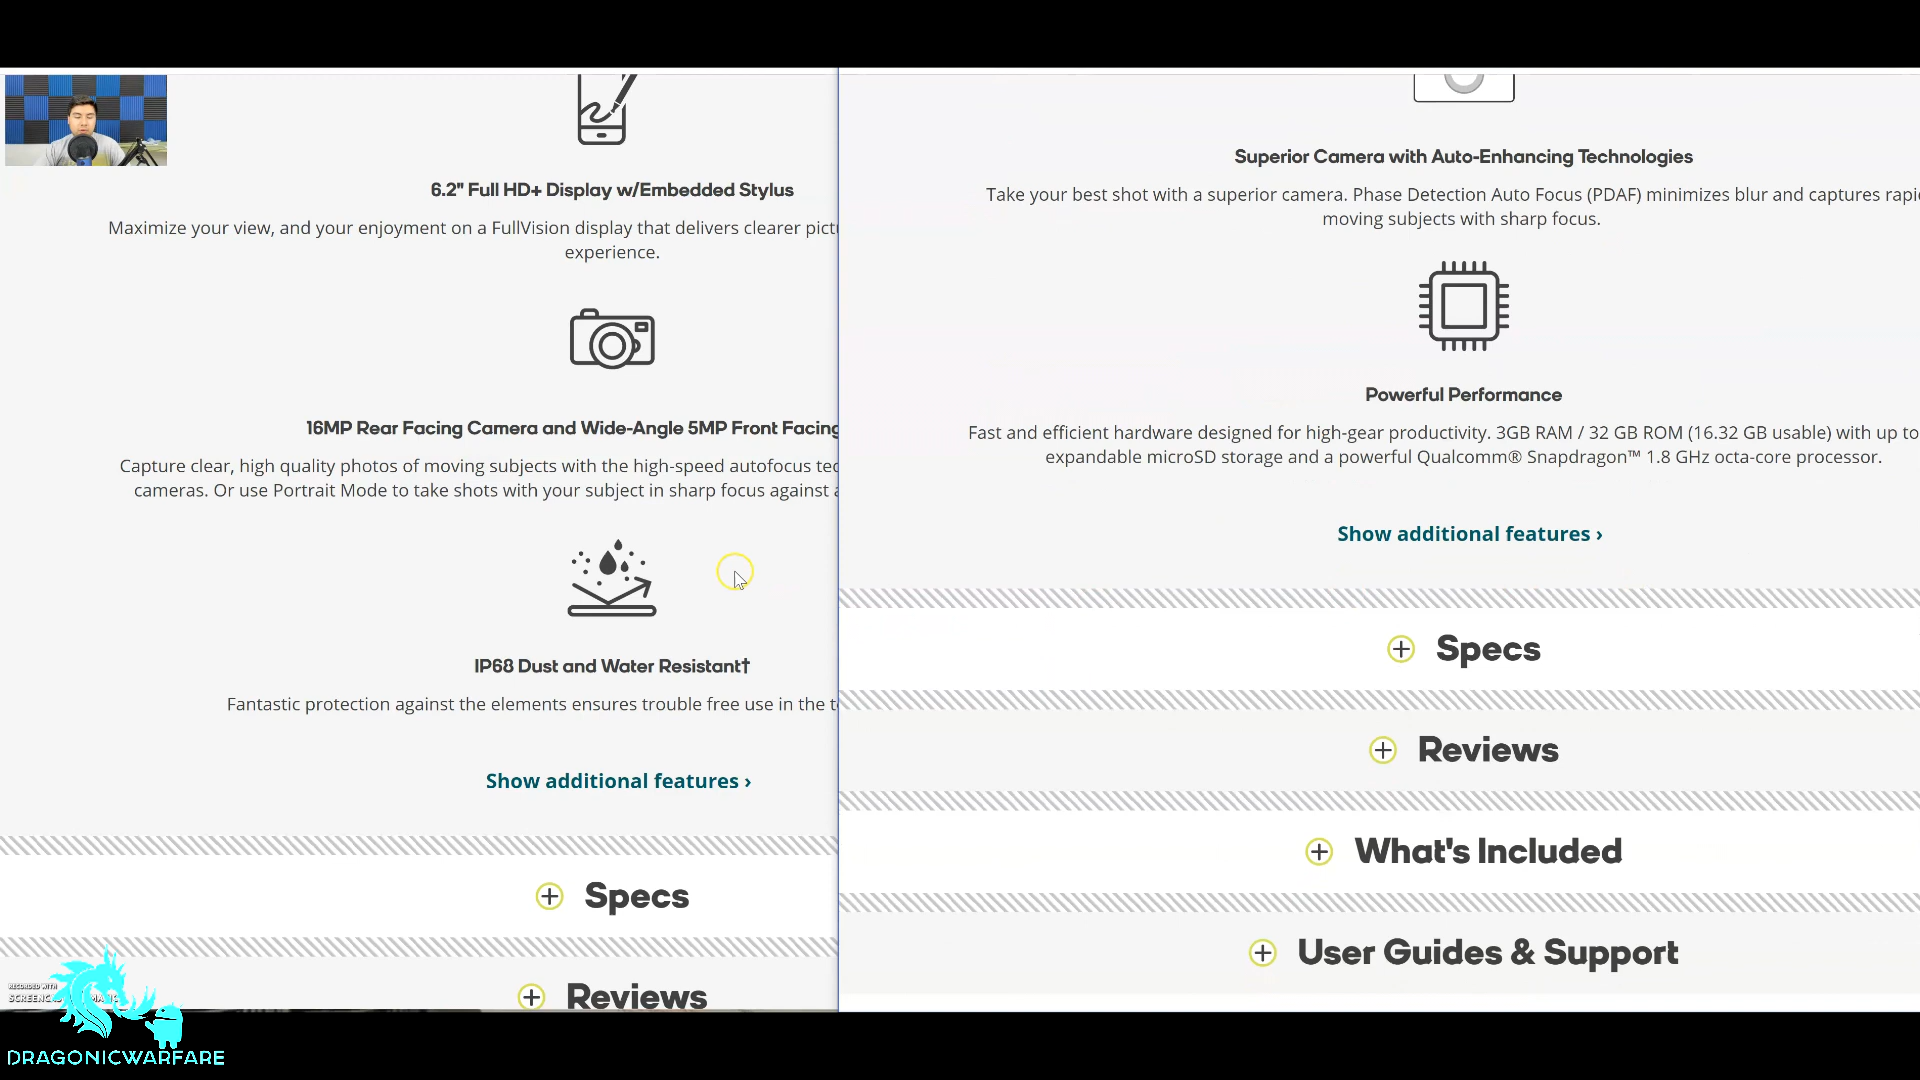 6.2" Full HD+ Display w/Embedded Stylus
Maximize your view, and your enjoyment on a FullVision display that delivers clearer
experience.
16MP Rear Facing Camera and Wide-Angle 5MP Front Facing
Capture clear, high quality photos of moving subjects with the high-speed autofocus
cameras. Or use Portrait Mode to take shots with your subject in sharp focus against
IP68 Dust and Water Resistant†
Fantastic protection against the elements ensures trouble free use in the
Show additional features ›
Specs
Reviews
Superior Camera with Auto-Enhancing Technologies
Take your best shot with a superior camera. Phase Detection Auto Focus (PDAF) minimizes blur and captures
moving subjects with sharp focus.
Powerful Performance
Fast and efficient hardware designed for high-gear productivity. 3GB RAM / 32 GB ROM (16.32 GB usable) with up to
expandable microSD storage and a powerful Qualcomm® Snapdragon™ 1.8 GHz octa-core processor.
Show additional features ›
Specs
Reviews
What's Included
User Guides & Support
RECORDED WITH
DRAGONICWARFARE